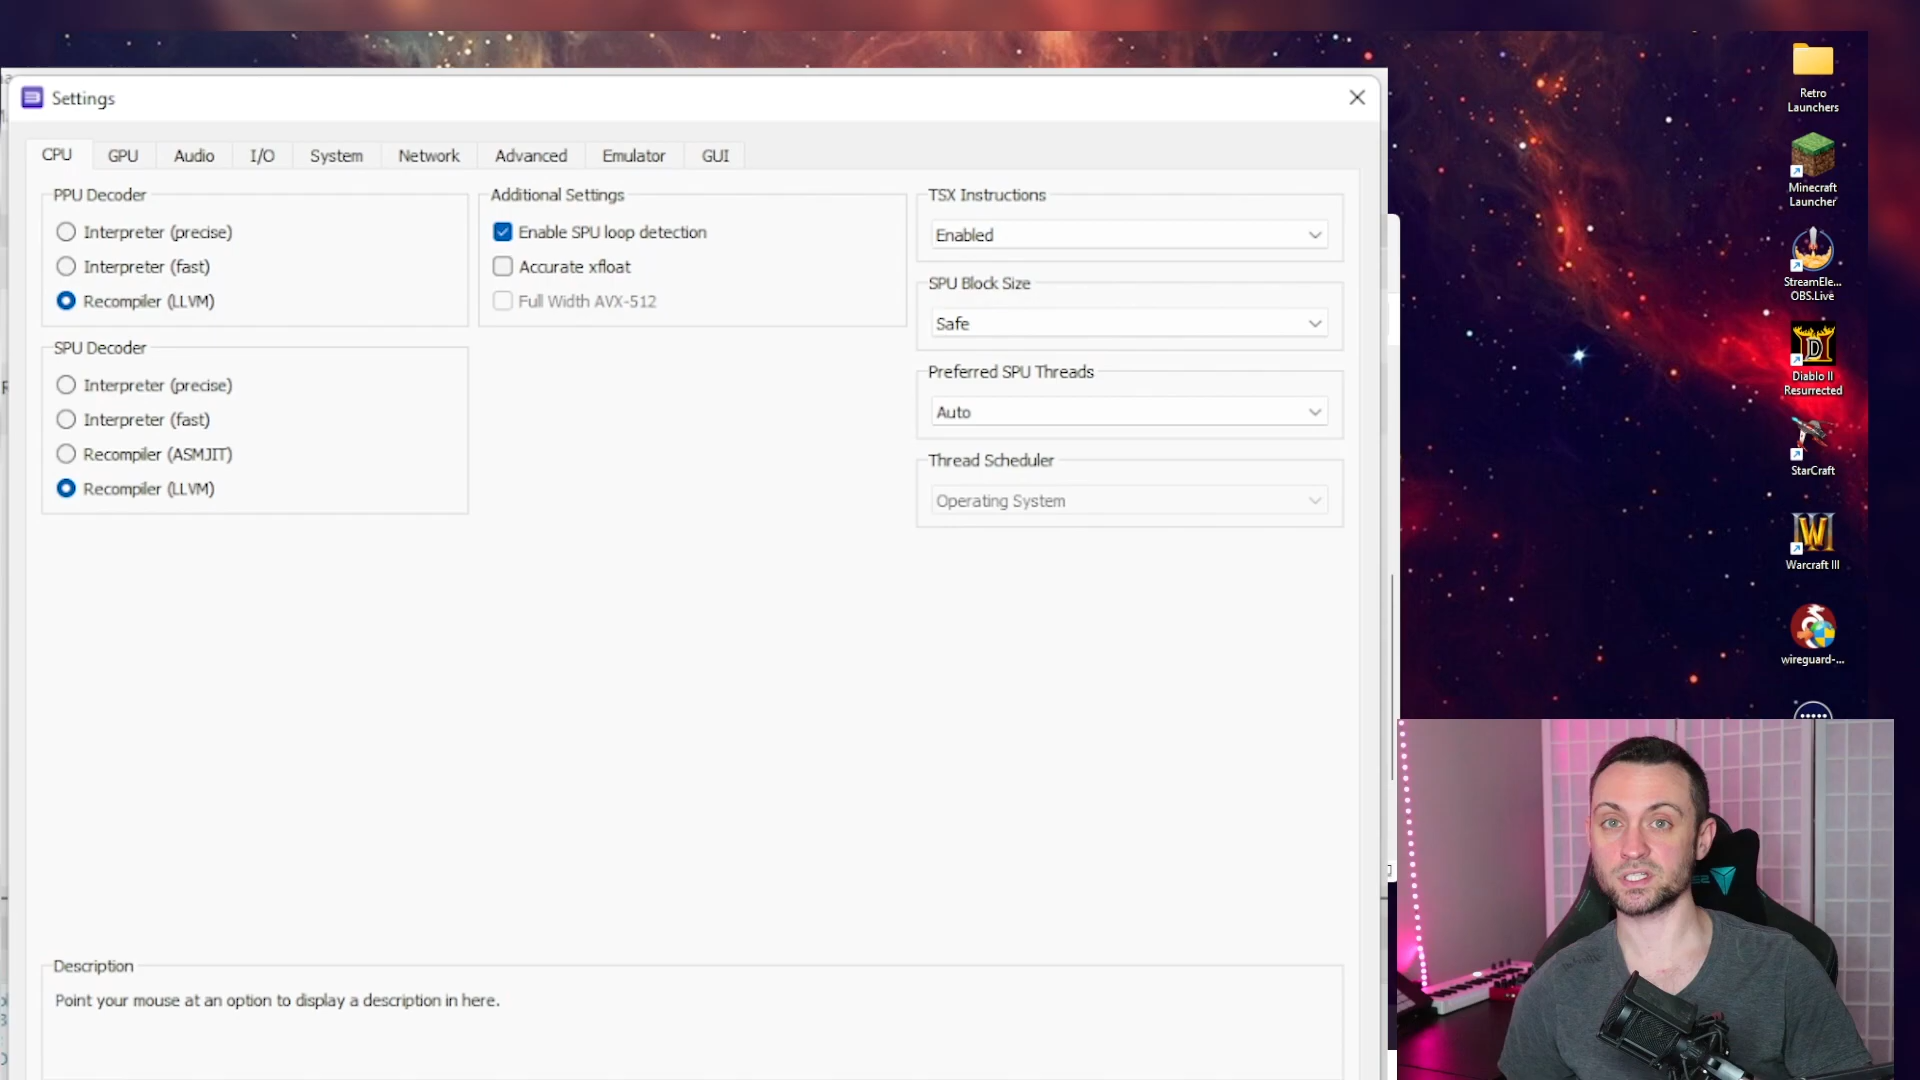 Settings
CPU
GPU
Audio
I/O
System
Network
Advanced
Emulator
GUI
PPU Decoder
Interpreter (precise)
Interpreter (fast)
Recompiler (LLVM)
SPU Decoder
Interpreter (precise)
Interpreter (fast)
Recompiler (ASMJIT)
Recompiler (LLVM)
Additional Settings
Enable SPU loop detection
Accurate xfloat
Full Width AVX-512
TSX Instructions
Enabled
SPU Block Size
Safe
Preferred SPU Threads
Auto
Thread Scheduler
Operating System
Description
Point your mouse at an option to display a description in here.
Retro
Launchers
Minecraft
Launcher
StreamEle...
OBS.Live
Diablo II
Resurrected
StarCraft
Warcraft III
wireguard-...